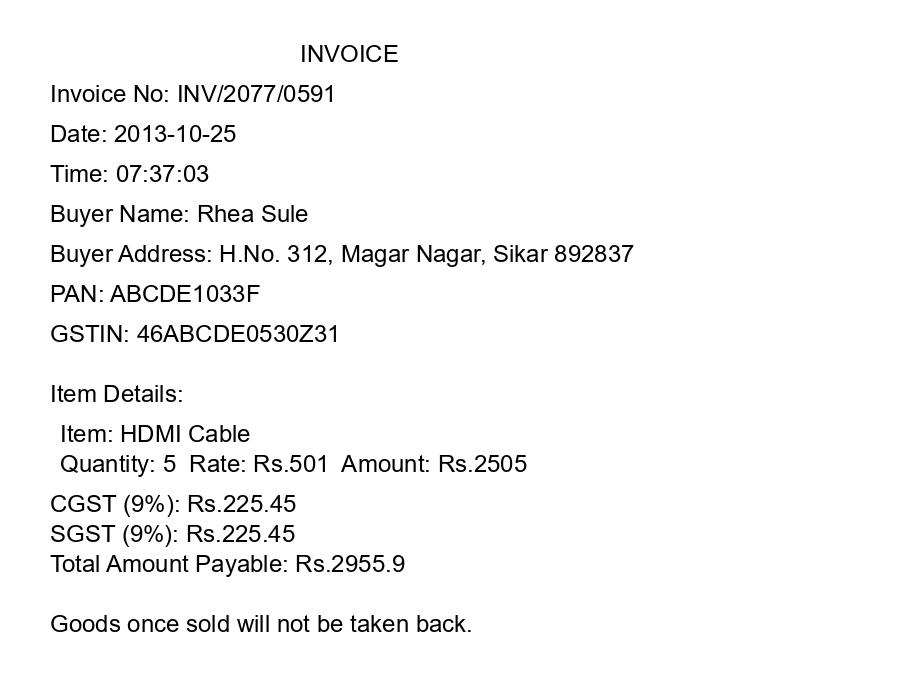 INVOICE
Invoice No: INV/2077/0591
Date: 2013-10-25
Time: 07:37:03
Buyer Name: Rhea Sule
Buyer Address: H.No. 312, Magar Nagar, Sikar 892837
PAN: ABCDE1033F
GSTIN: 46ABCDE0530Z31
Item Details:
Item: HDMI Cable
Quantity: 5  Rate: Rs.501  Amount: Rs.2505
CGST (9%): Rs.225.45
SGST (9%): Rs.225.45
Total Amount Payable: Rs.2955.9
Goods once sold will not be taken back.